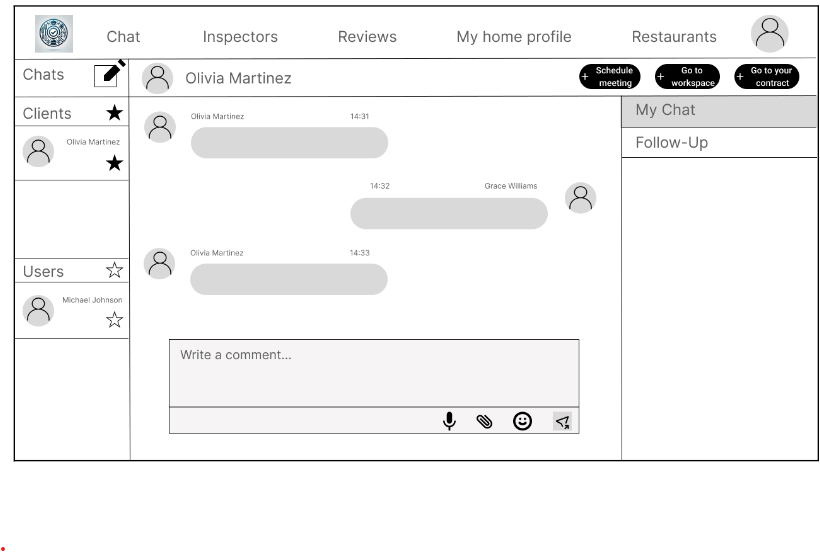 Chat Inspectors Reviews My home profile Restaurants
Chats
Olivia Martinez
+ Schedule meeting
+ Go to workspace
+ Go to your contract
Clients
Olivia Martinez
Users
Michael Johnson
Olivia Martinez 14:31
14:32 Grace Williams
Olivia Martinez 14:33
Write a comment...
My Chat
Follow-Up